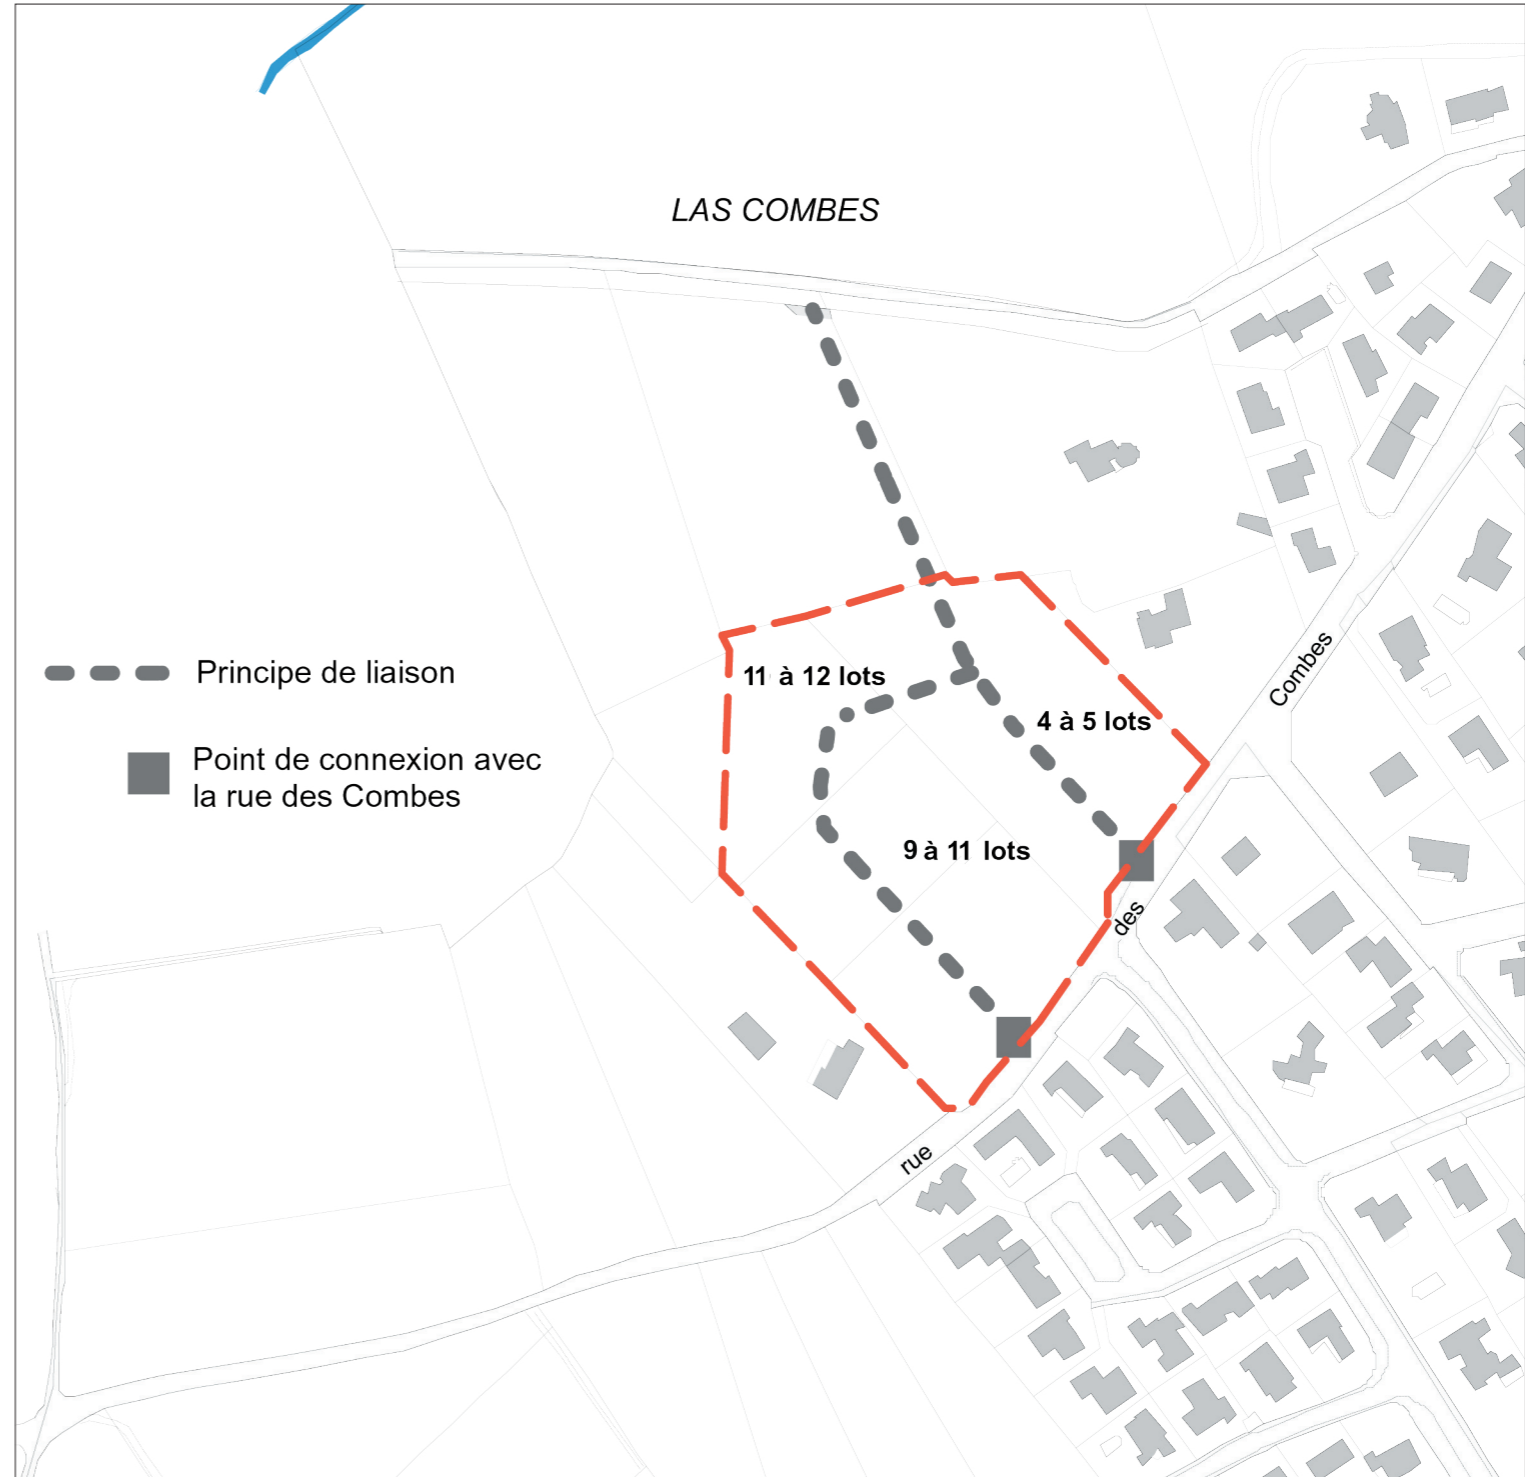 LAS COMBES
Principe de liaison
Point de connexion avec
la rue des Combes
11 à 12 lots
4 à 5 lots
9 à 11 lots
rue
des
Combes